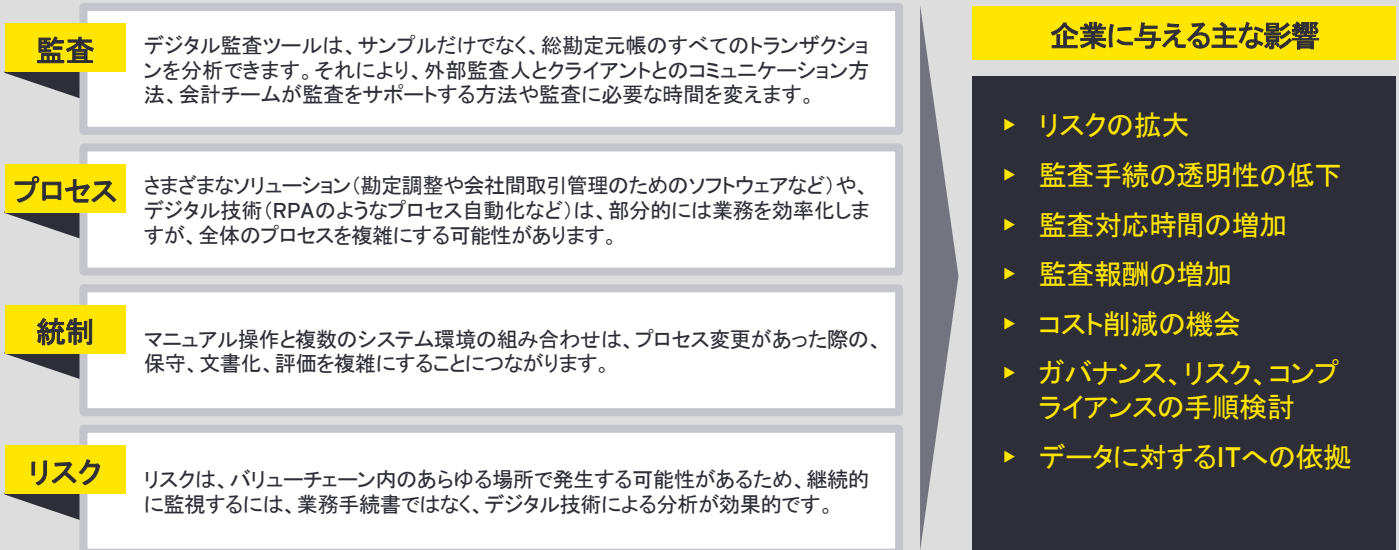 監査
デジタル監査ツールは、サンプルだけでなく、総勘定元帳のすべてのトランザクショ
ンを分析できます。それにより、外部監査人とクライアントとのコミュニケーション方
法、会計チームが監査をサポートする方法や監査に必要な時間を変えます。
プロセス
さまざまなソリューション（勘定調整や会社間取引管理のためのソフトウェアなど）や、
デジタル技術（RPAのようなプロセス自動化など）は、部分的には業務を効率化しま
すが、全体のプロセスを複雑にする可能性があります。
統制
マニュアル操作と複数のシステム環境の組み合わせは、プロセス変更があった際の、
保守、文書化、評価を複雑にすることにつながります。
リスク
リスクは、バリューチェーン内のあらゆる場所で発生する可能性があるため、継続的
に監視するには、業務手続書ではなく、デジタル技術による分析が効果的です。
企業に与える主な影響
► リスクの拡大
► 監査手続の透明性の低下
► 監査対応時間の増加
► 監査報酬の増加
► コスト削減の機会
► ガバナンス、リスク、コンプ
ライアンスの手順検討
► データに対するITへの依拠